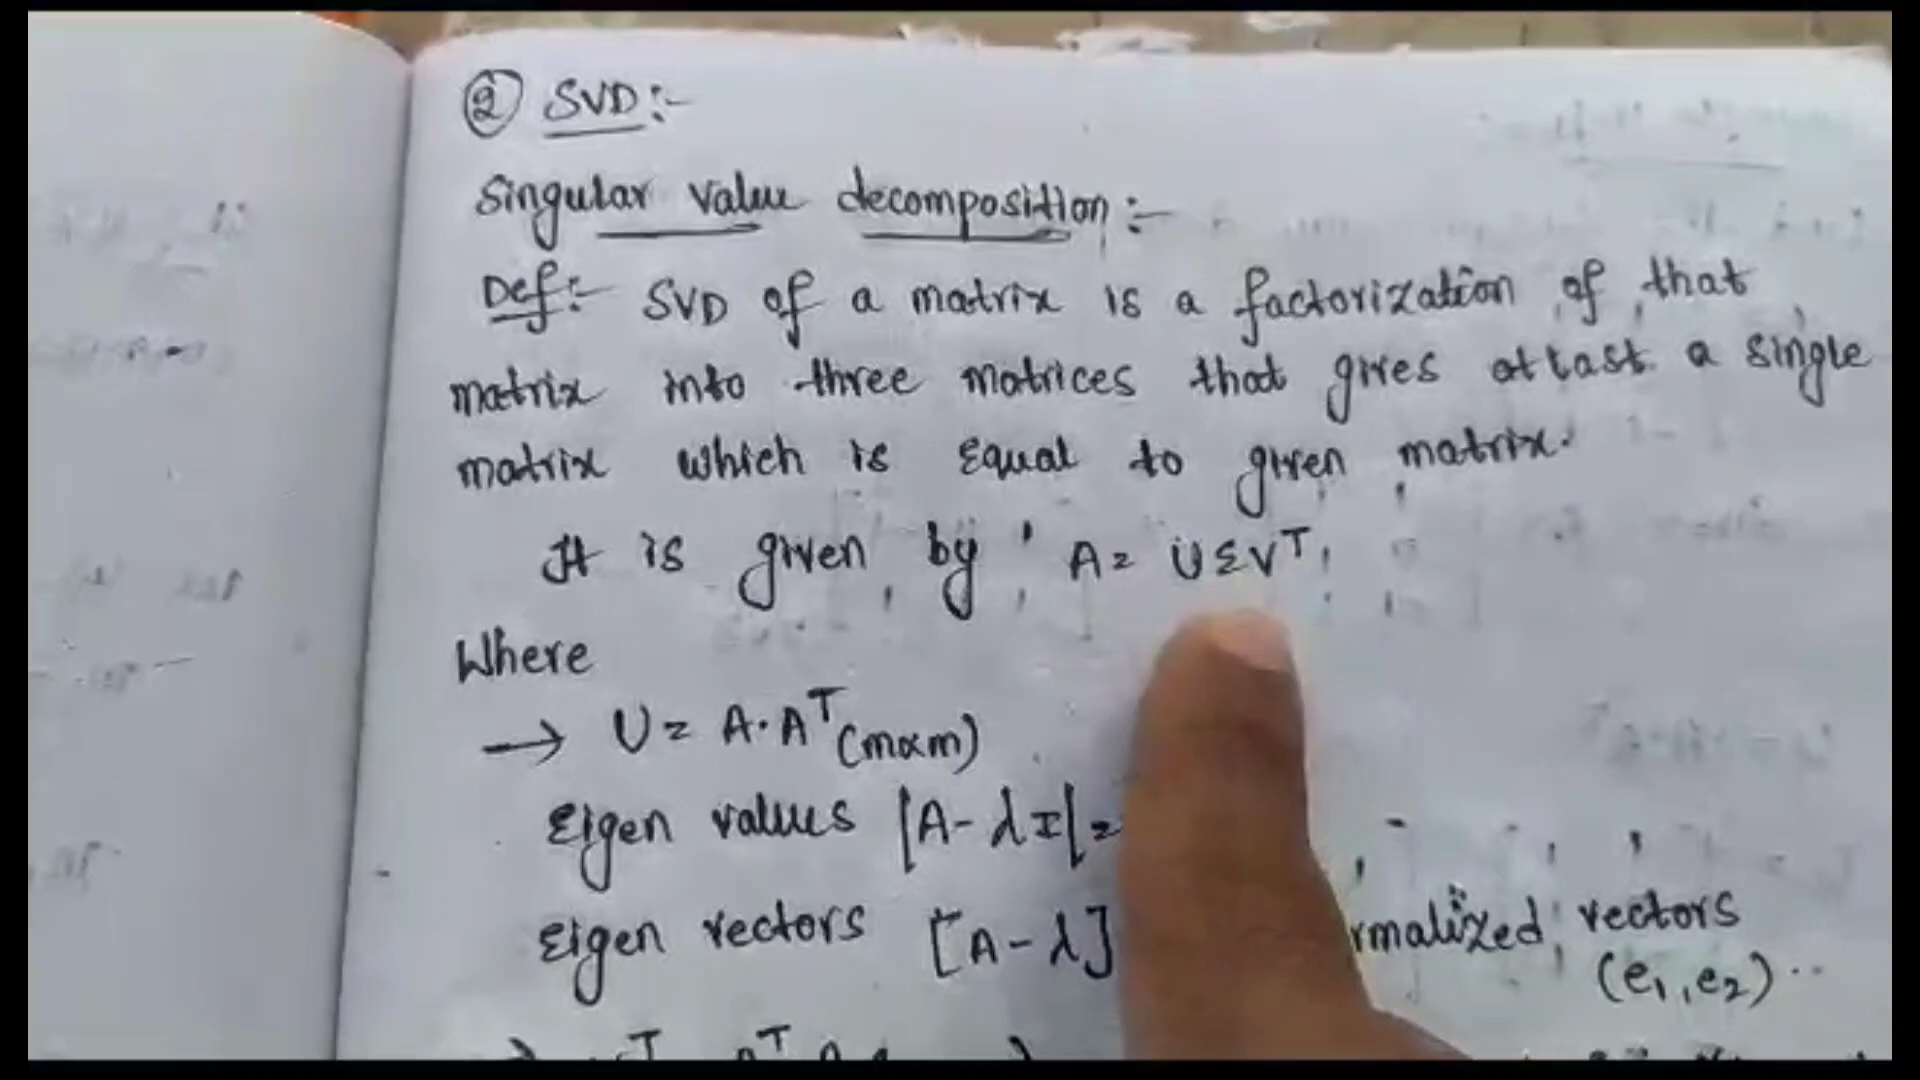 ② SVD:-
Singular value decomposition:-
Def:- SVD of a matrix is a factorization of that
matrix into three matrices that gives atlast a single
matrix which is Equal to given matrix.
It is given by A = UΣV^T
Where
→ U = A·A^T (m×m)
Eigen values |A-λI| =
Eigen vectors [A-λ] rmalized vectors
(e₁,e₂)..